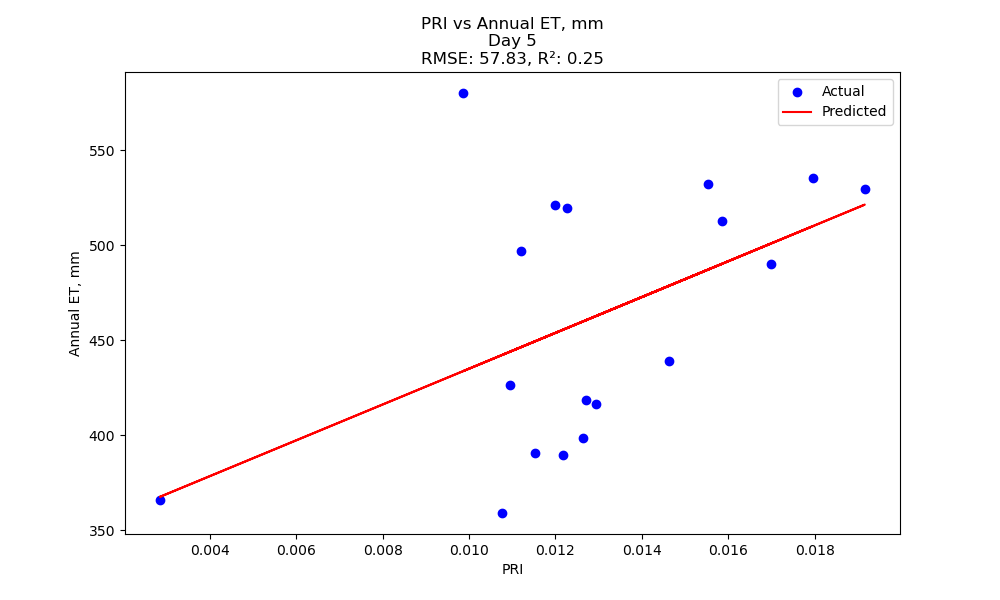 PRI vs Annual ET, mm
Day 5
RMSE: 57.83, R²: 0.25
Actual
Predicted
550
500
450
400
350
Annual ET, mm
0.004 0.006 0.008 0.010 0.012 0.014 0.016 0.018
PRI